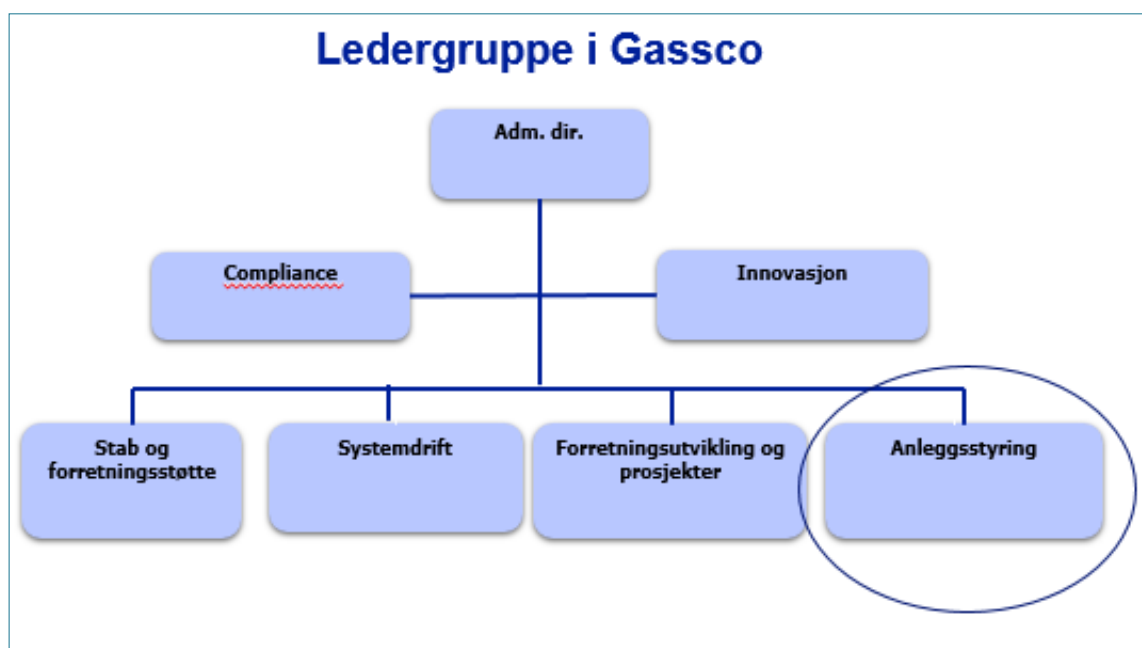 Ledergruppe i Gassco
Adm. dir.
Compliance
Innovasjon
Stab og
forretningsstøtte
Systemdrift
Forretningsutvikling og
prosjekter
Anleggsstyring